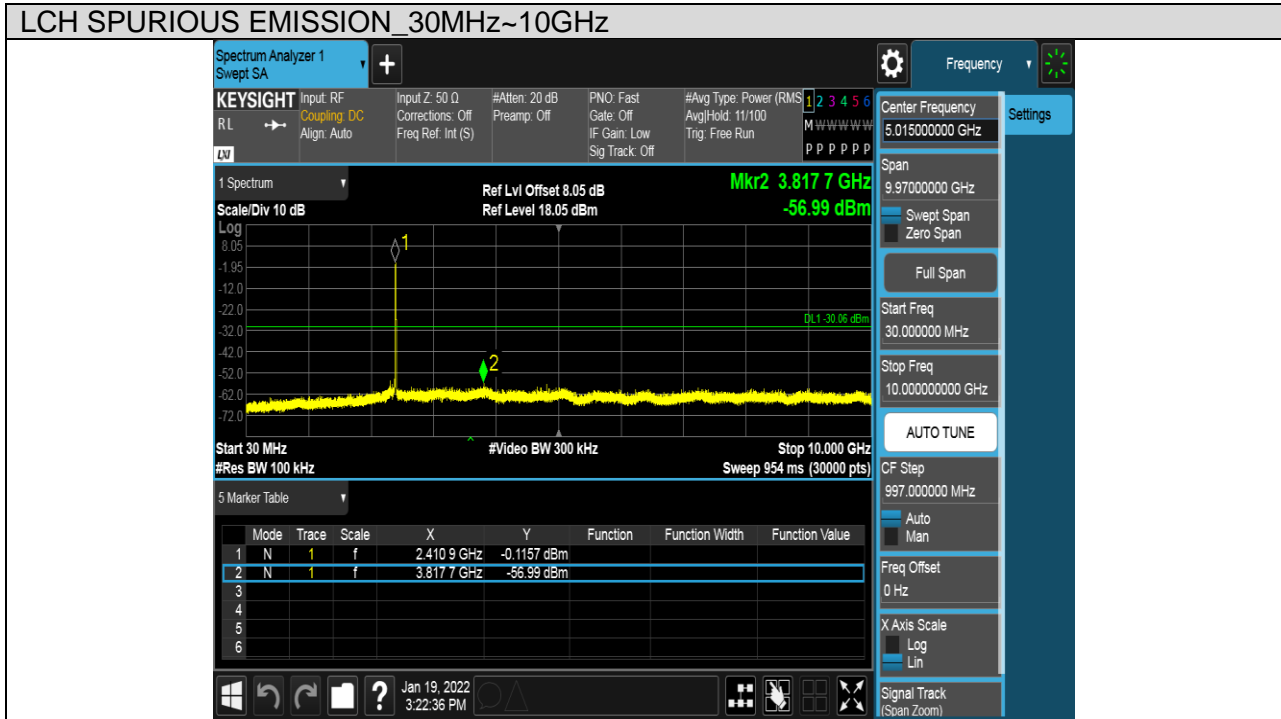 LCH SPURIOUS EMISSION_30MHz~10GHz
Spectrum Analyzer 1
Swept SA
Frequency
KEYSIGHT
RL
LXI
Input: RF
Coupling: DC
Align: Auto
Input Z: 50 Ω
Corrections: Off
Freq Ref: Int (S)
#Atten: 20 dB
Preamp: Off
PNO: Fast
Gate: Off
IF Gain: Low
Sig Track: Off
#Avg Type: Power (RMS
Avg|Hold: 11/100
Trig: Free Run
1 2 3 4 5 6
M W W W W W
P P P P P P
1 Spectrum
Scale/Div 10 dB
Ref Lvl Offset 8.05 dB
Ref Level 18.05 dBm
Mkr2 3.817 7 GHz
-56.99 dBm
Log
8.05
-1.95
-12.0
-22.0
-32.0
-42.0
-52.0
-62.0
-72.0
1
2
DL1 -30.06 dBm
Start 30 MHz
#Res BW 100 kHz
#Video BW 300 kHz
Stop 10.000 GHz
Sweep 954 ms (30000 pts)
5 Marker Table
Mode Trace Scale X Y Function Function Width Function Value
1 N 1 f 2.410 9 GHz -0.1157 dBm
2 N 1 f 3.817 7 GHz -56.99 dBm
3
4
5
6
Jan 19, 2022
3:22:36 PM
Center Frequency
5.015000000 GHz
Settings
Span
9.97000000 GHz
Swept Span
Zero Span
Full Span
Start Freq
30.000000 MHz
Stop Freq
10.000000000 GHz
AUTO TUNE
CF Step
997.000000 MHz
Auto
Man
Freq Offset
0 Hz
X Axis Scale
Log
Lin
Signal Track
(Span Zoom)